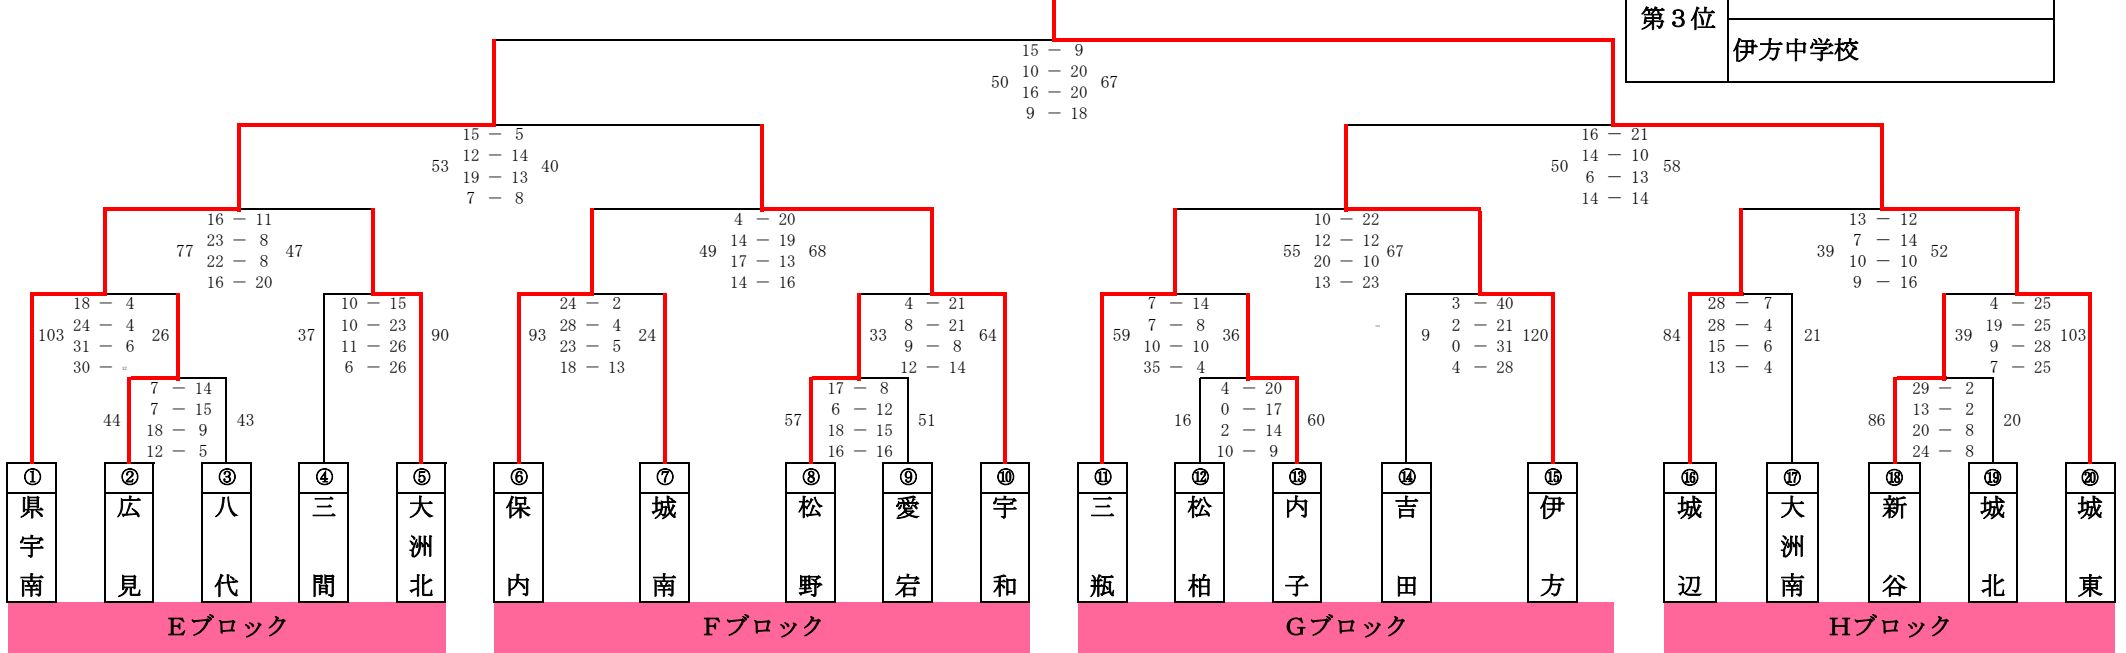 第３位
伊方中学校
15 － 9
10 － 20
50 67
16 － 20
9 － 18
15 － 5
12 － 14
53 40
19 － 13
7 － 8
16 － 21
14 － 10
50 58
6 － 13
14 － 14
16 － 11
23 － 8
77 47
22 － 8
16 － 20
4 － 20
14 － 19
49 68
17 － 13
14 － 16
10 － 22
12 － 12
55 67
20 － 10
13 － 23
13 － 12
7 － 14
39 52
10 － 10
9 － 16
18 － 4
24 － 4
103 26
31 － 6
30 －
10 － 15
10 － 23
37 90
11 － 26
6 － 26
24 － 2
28 － 4
93 24
23 － 5
18 － 13
4 － 21
8 － 21
33 64
9 － 8
12 － 14
7 － 14
7 － 8
59 36
10 － 10
35 － 4
3 － 40
2 － 21
9 120
0 － 31
4 － 28
28 － 7
28 － 4
84 21
15 － 6
13 － 4
4 － 25
19 － 25
39 103
9 － 28
7 － 25
7 － 14
7 － 15
44 43
18 － 9
12 － 5
17 － 8
6 － 12
57 51
18 － 15
16 － 16
4 － 20
0 － 17
16 60
2 － 14
10 － 9
29 － 2
13 － 2
86 20
20 － 8
24 － 8
① 県宇南
② 広見
③ 八代
④ 三間
⑤ 大洲北
⑥ 保内
⑦ 城南
⑧ 松野
⑨ 愛宕
⑩ 宇和
⑪ 三瓶
⑫ 松柏
⑬ 内子
⑭ 吉田
⑮ 伊方
⑯ 城辺
⑰ 大洲南
⑱ 新谷
⑲ 城北
⑳ 城東
Ｅブロック
Ｆブロック
Ｇブロック
Ｈブロック